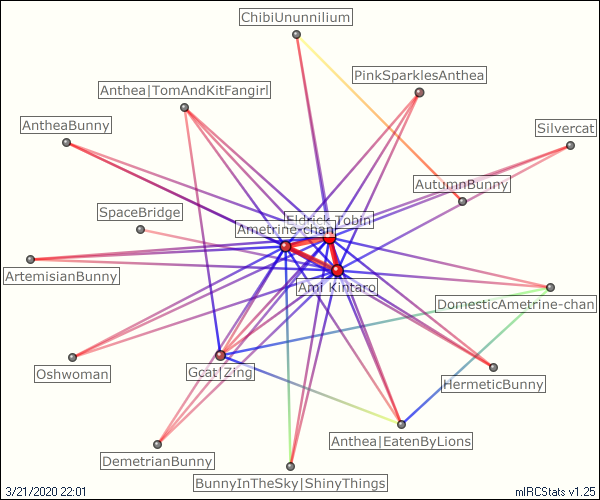 ChibiUnunnilium
PinkSparklesAnthea
Anthea|TomAndKitFangirl
AntheaBunny
Silvercat
AutumnBunny
SpaceBridge
Eldrick Tobin
Ametrine-chan
ArtemisianBunny
Ami Kintaro
DomesticAmetrine-chan
Oshwoman
Gcat|Zing
HermeticBunny
Anthea|EatenByLions
DemetrianBunny
BunnyInTheSky|ShinyThings
3/21/2020 22:01
mIRCStats v1.25